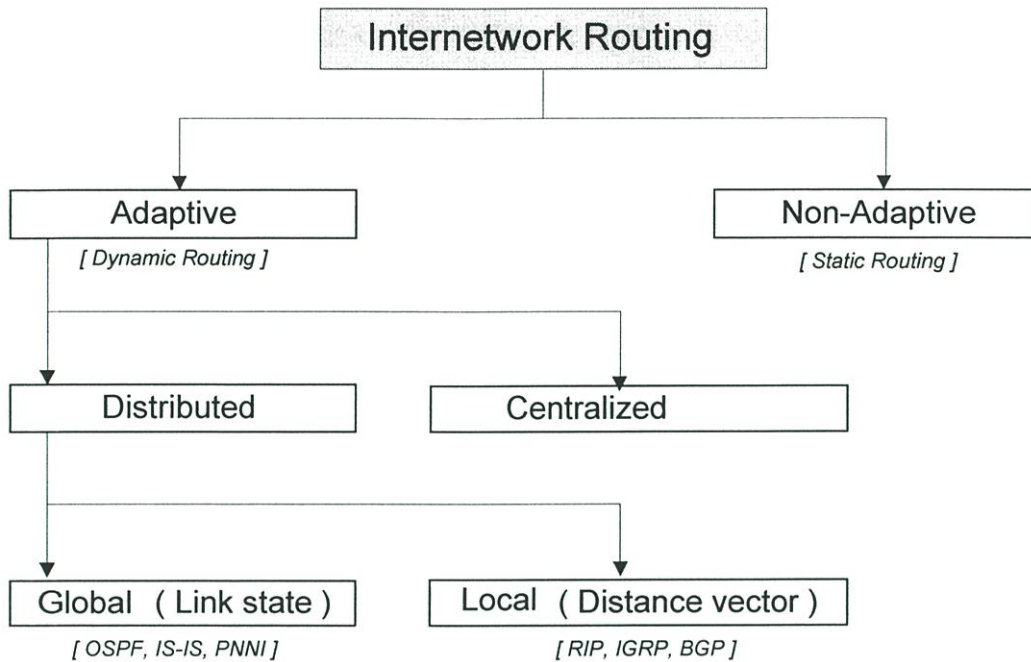 Internetwork Routing
Adaptive
Non-Adaptive
[ Dynamic Routing ]
[ Static Routing ]
Distributed
Centralized
Global ( Link state )
Local ( Distance vector )
[ OSPF, IS-IS, PNNI ]
[ RIP, IGRP, BGP ]